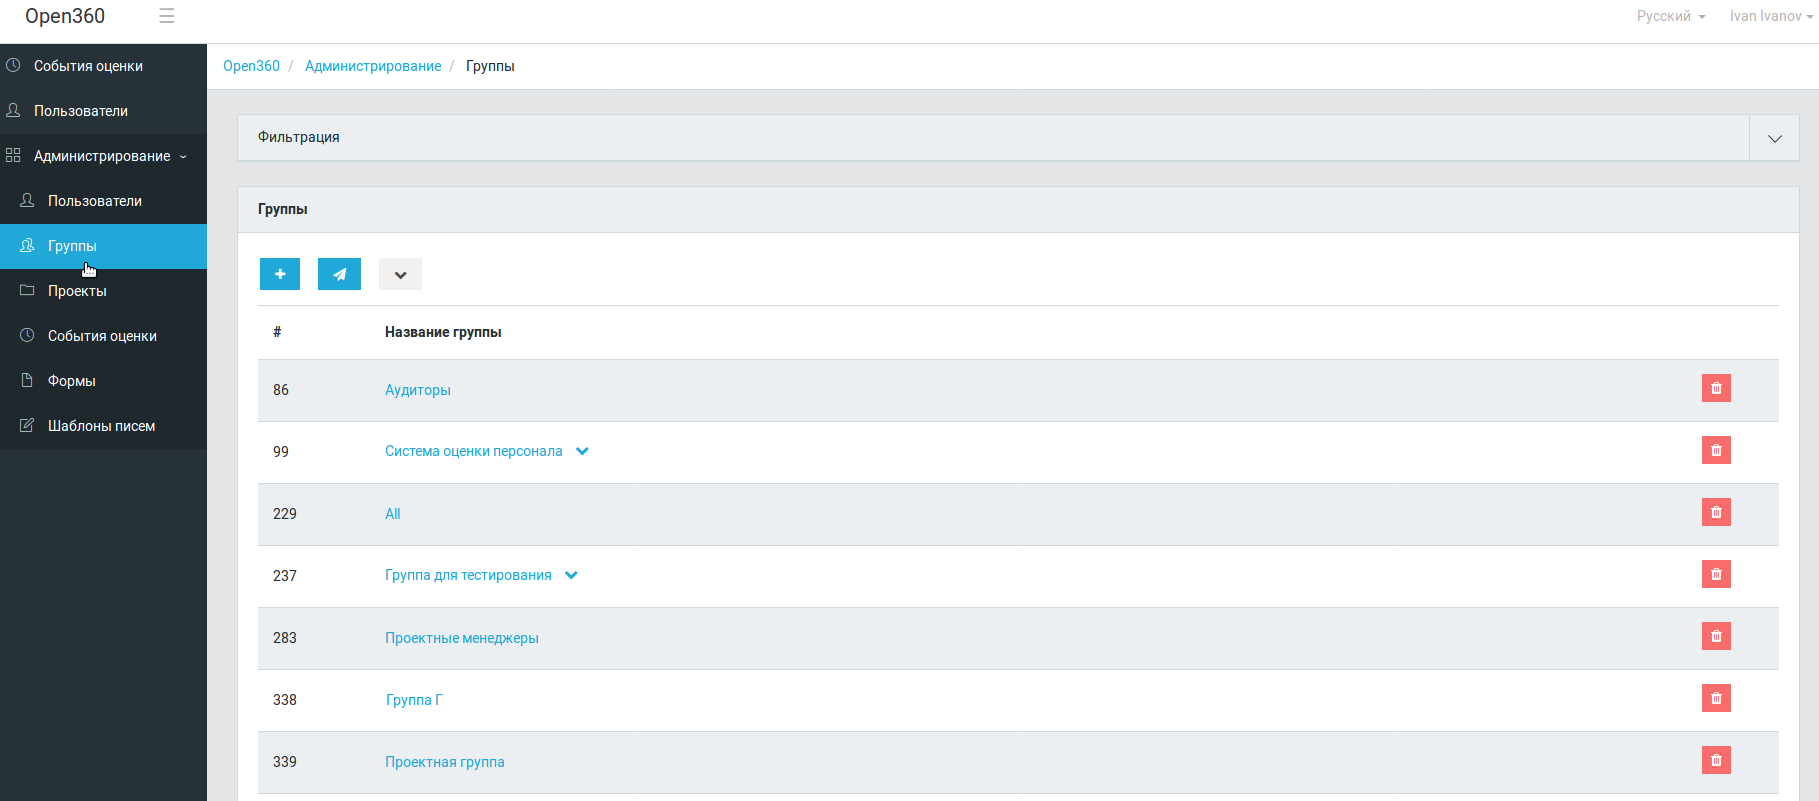 Open360
Русский
Ivan Ivanov
События оценки
Пользователи
Администрирование
Пользователи
Группы
Проекты
События оценки
Формы
Шаблоны писем
Open360 / Администрирование / Группы
Фильтрация
Группы
# Название группы
86 Аудиторы
99 Система оценки персонала
229 All
237 Группа для тестирования
283 Проектные менеджеры
338 Группа Г
339 Проектная группа